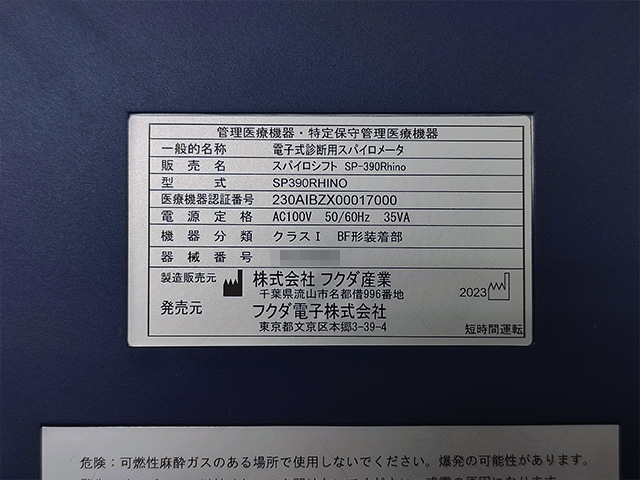 管理医療機器・特定保守管理医療機器
一般的名称 電子式診断用スパイロメータ
販売名 スパイロシフト SP-390Rhino
型式 SP390RHINO
医療機器認証番号 230AIBZX00017000
電源定格 AC100V 50/60Hz 35VA
機器分類 クラスⅠ BF形装着部
器械番号
製造販売元 株式会社 フクダ産業
千葉県流山市名都借996番地
2023
発売元 フクダ電子株式会社
東京都文京区本郷3-39-4
短時間運転
危険：可燃性麻酔ガスのある場所で使用しないでください。爆発の可能性があります。